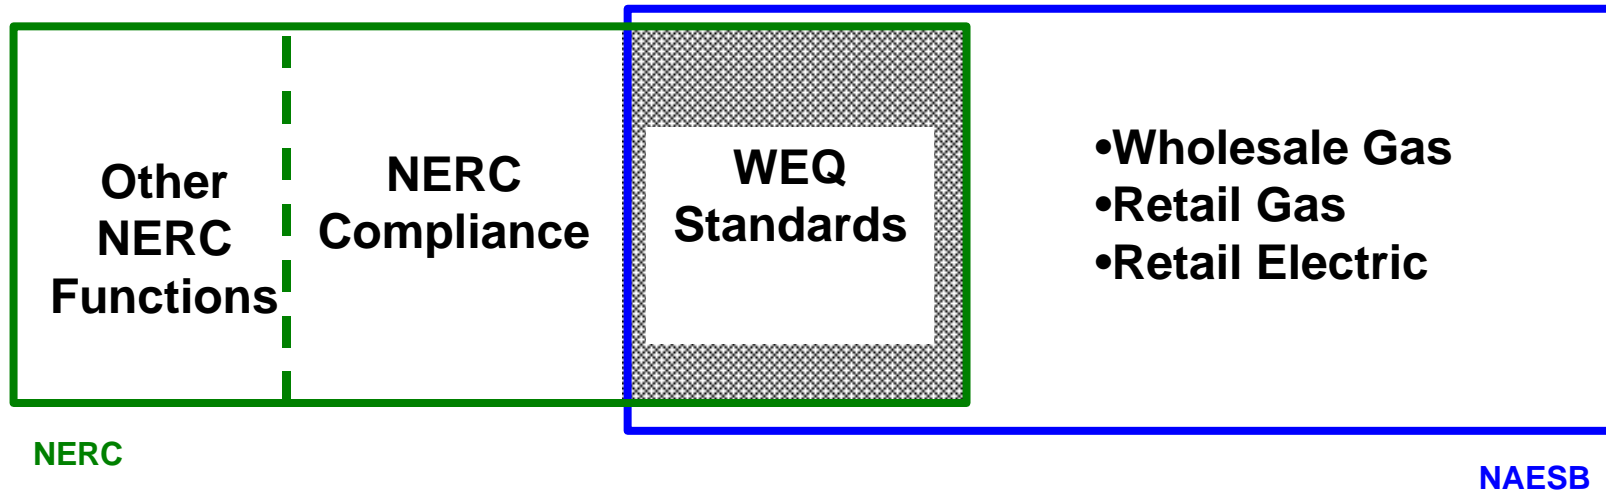 Other
NERC
Functions
NERC
Compliance
WEQ
Standards
•Wholesale Gas
•Retail Gas
•Retail Electric
NERC
NAESB